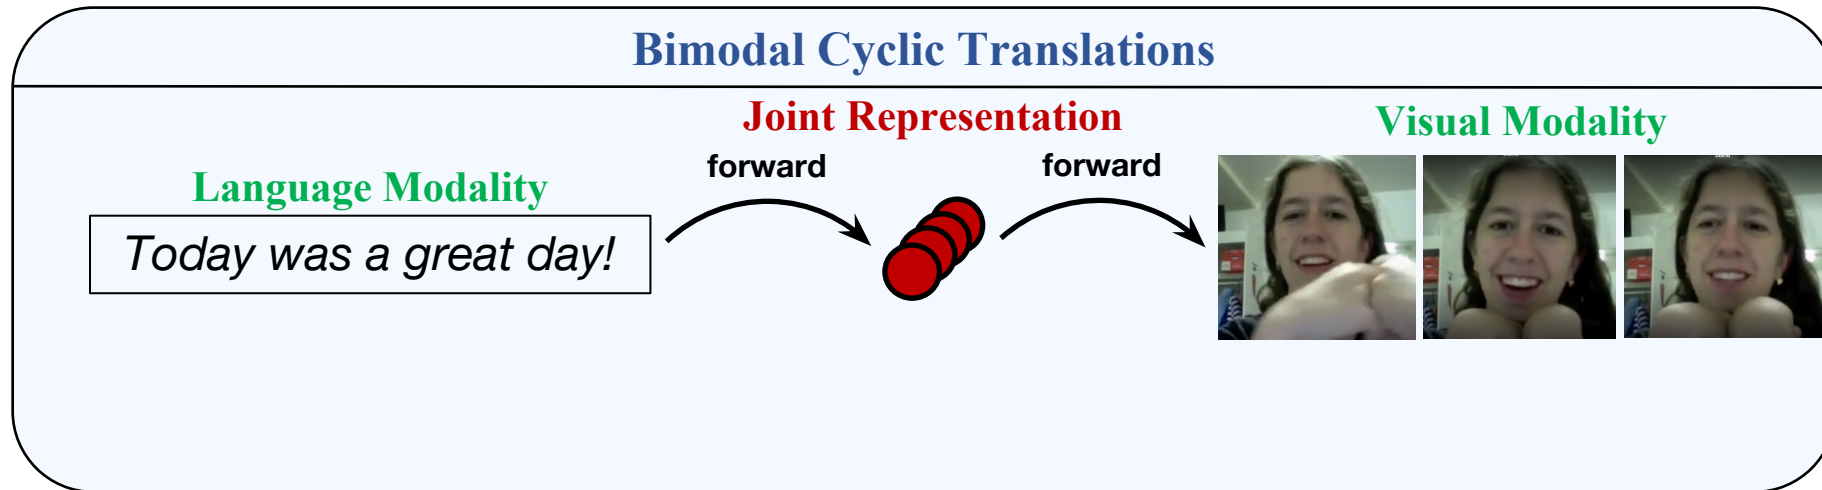 Bimodal Cyclic Translations
Joint Representation
Visual Modality
forward
forward
Language Modality
Today was a great day!